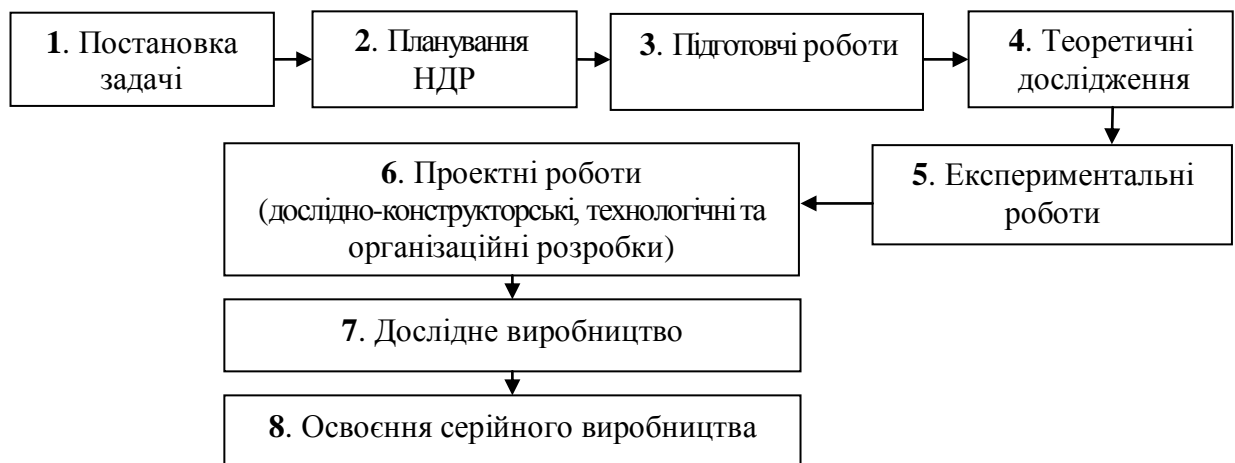 1. Постановка
задачі
2. Планування
НДР
3. Підготовчі роботи
4. Теоретичні
дослідження
5. Експериментальні
роботи
6. Проектні роботи
(дослідно-конструкторські, технологічні та
організаційні розробки)
7. Дослідне виробництво
8. Освоєння серійного виробництва